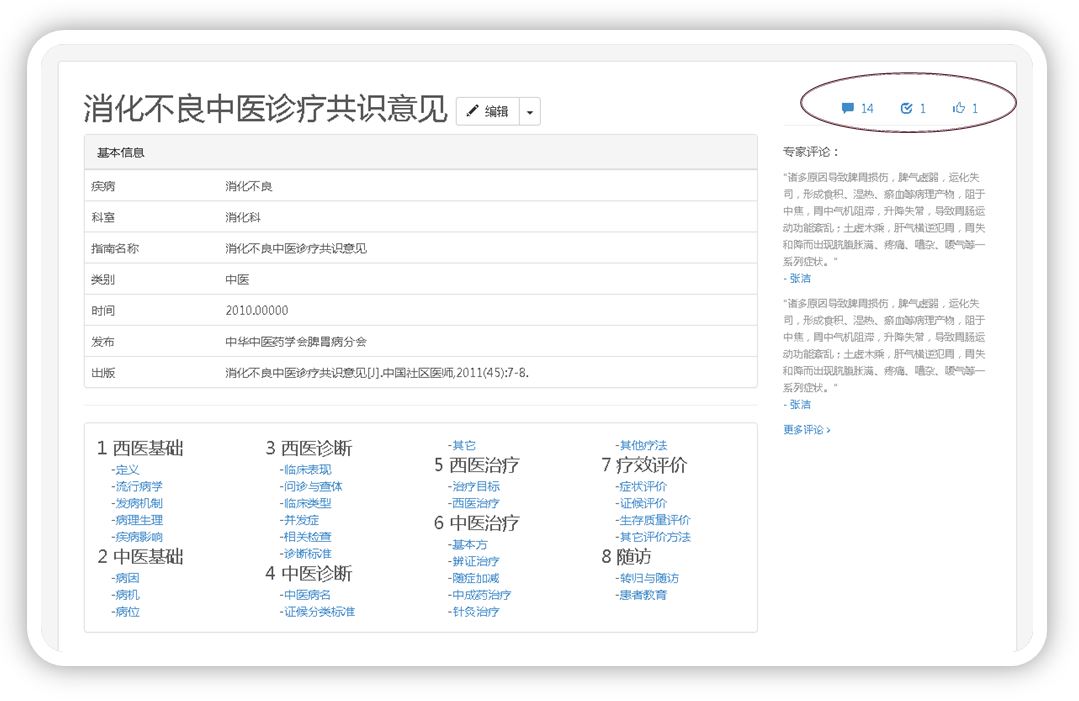 消化不良中医诊疗共识意见 编辑
14 1 1
基本信息
疾病 消化不良
科室 消化科
指南名称 消化不良中医诊疗共识意见
类别 中医
时间 2010.00000
发布 中华中医药学会脾胃病分会
出版 消化不良中医诊疗共识意见[J].中国社区医师,2011(45):7-8.
专家评论：
"诸多原因导致脾胃损伤，脾气虚弱，运化失
司，形成食积、湿热、瘀血等病理产物，阻于
中焦，胃中气机阻滞，升降失常，导致胃肠运
动功能紊乱；土虚木乘，肝气横逆犯胃，胃失
和降而出现脘腹胀满、疼痛、嘈杂、嗳气等一
系列症状。"
- 张洁
"诸多原因导致脾胃损伤，脾气虚弱，运化失
司，形成食积、湿热、瘀血等病理产物，阻于
中焦，胃中气机阻滞，升降失常，导致胃肠运
动功能紊乱；土虚木乘，肝气横逆犯胃，胃失
和降而出现脘腹胀满、疼痛、嘈杂、嗳气等一
系列症状。"
- 张洁
更多评论 ›
1 西医基础
-定义
-流行病学
-发病机制
-病理生理
-疾病影响
2 中医基础
-病因
-病机
-病位
3 西医诊断
-临床表现
-问诊与查体
-临床类型
-并发症
-相关检查
-诊断标准
4 中医诊断
-中医病名
-证候分类标准
-其它
5 西医治疗
-治疗目标
-西医治疗
6 中医治疗
-基本方
-辨证治疗
-随症加减
-中成药治疗
-针灸治疗
-其他疗法
7 疗效评价
-症状评价
-证候评价
-生存质量评价
-其它评价方法
8 随访
-转归与随访
-患者教育